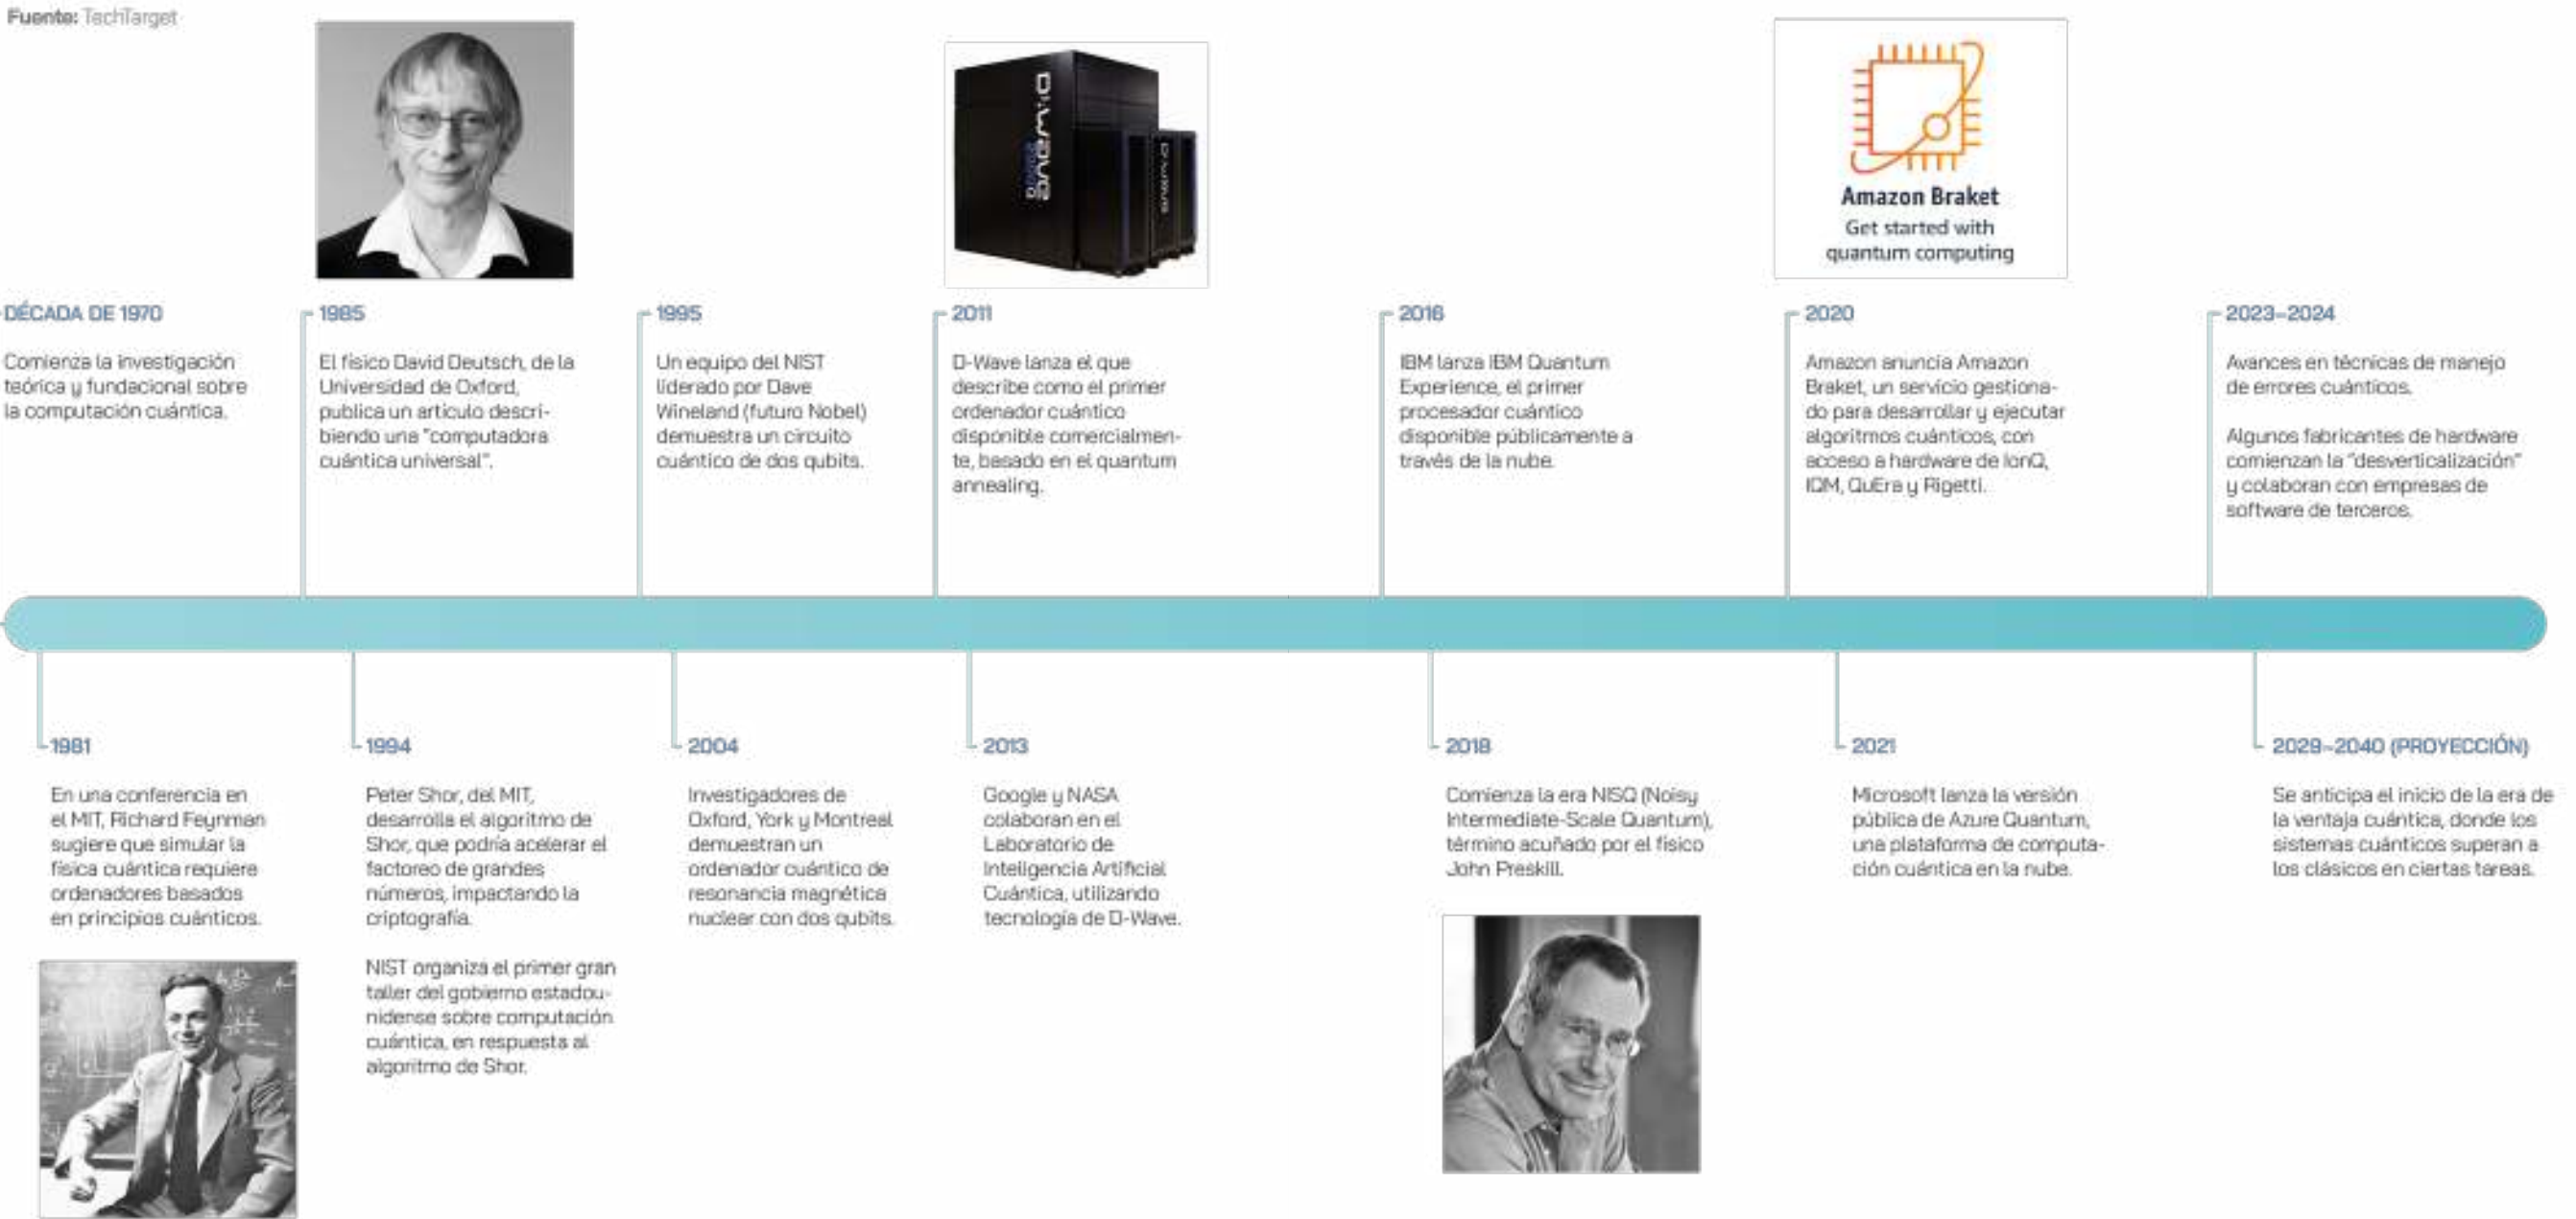 Fuente: TechTarget
D:wave
D:wave
Amazon Braket
Get started with
quantum computing
DÉCADA DE 1970
Comienza la investigación
teórica y fundacional sobre
la computación cuántica.
1981
En una conferencia en
el MIT, Richard Feynman
sugiere que simular la
física cuántica requiere
ordenadores basados
en principios cuánticos.
1985
El físico David Deutsch, de la
Universidad de Oxford,
publica un artículo descri-
biendo una "computadora
cuántica universal".
1994
Peter Shor, del MIT,
desarrolla el algoritmo de
Shor, que podría acelerar el
factoreo de grandes
números, impactando la
criptografía.
NIST organiza el primer gran
taller del gobierno estadou-
nidense sobre computación
cuántica, en respuesta al
algoritmo de Shor.
1995
Un equipo del NIST
liderado por Dave
Wineland (futuro Nobel)
demuestra un circuito
cuántico de dos qubits.
2004
Investigadores de
Oxford, York y Montreal
demuestran un
ordenador cuántico de
resonancia magnética
nuclear con dos qubits.
2011
D-Wave lanza el que
describe como el primer
ordenador cuántico
disponible comercialmen-
te, basado en el quantum
annealing.
2013
Google y NASA
colaboran en el
Laboratorio de
Inteligencia Artificial
Cuántica, utilizando
tecnología de D-Wave.
2016
IBM lanza IBM Quantum
Experience, el primer
procesador cuántico
disponible públicamente a
través de la nube.
2018
Comienza la era NISQ (Noisy
Intermediate-Scale Quantum),
término acuñado por el físico
John Preskill.
2020
Amazon anuncia Amazon
Braket, un servicio gestiona-
do para desarrollar y ejecutar
algoritmos cuánticos, con
acceso a hardware de IonQ,
IQM, QuEra y Rigetti.
2021
Microsoft lanza la versión
pública de Azure Quantum,
una plataforma de computa-
ción cuántica en la nube.
2023–2024
Avances en técnicas de manejo
de errores cuánticos.
Algunos fabricantes de hardware
comienzan la "desverticalización"
y colaboran con empresas de
software de terceros.
2029–2040 (PROYECCIÓN)
Se anticipa el inicio de la era de
la ventaja cuántica, donde los
sistemas cuánticos superan a
los clásicos en ciertas tareas.